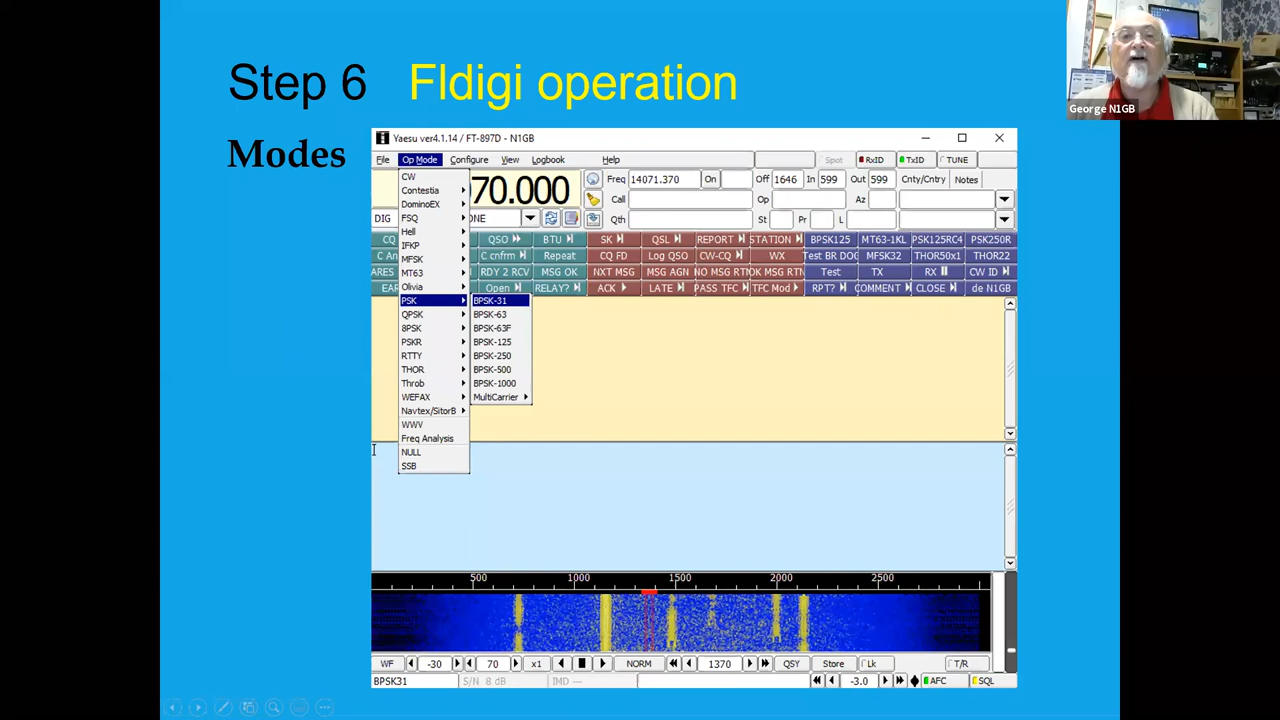 Step 6 Fldigi operation
George N1GB
Modes
Yaesu ver4.1.14 / FT-897D - N1GB
File Op Mode Configure View Logbook Help Spot RxID TxID TUNE
70.000 Freq 14071.370 On Off 1646 In 599 Out 599 Cnty/Cntry Notes
Call Op Az
DIG NONE Qth St Pr L
CQ QSO BTU SK QSL REPORT STATION BPSK125 MT63-1KL PSK125RC4 PSK250R
C An C cnfrm Repeat CQ FD Log QSO CW-CQ WX Test BR DOC MFSK32 THOR50x1 THOR22
ARES RDY 2 RCV MSG OK NXT MSG MSG AGN NO MSG RTN OK MSG RTN Test TX RX CW ID
EAR Open RELAY? ACK LATE PASS TFC TFC Mod RPT? COMMENT CLOSE de N1GB
CW
Contestia
DominoEX
FSQ
Hell
IFKP
MFSK
MT63
Olivia
PSK
QPSK
8PSK
PSKR
RTTY
THOR
Throb
WEFAX
Navtex/SitorB
WWV
Freq Analysis
NULL
SSB
BPSK-31
BPSK-63
BPSK-63F
BPSK-125
BPSK-250
BPSK-500
BPSK-1000
MultiCarrier
500 1000 1500 2000 2500
WF -30 70 x1 NORM 1370 QSY Store Lk T/R
BPSK31 S/N 8 dB IMD --- -3.0 AFC SQL